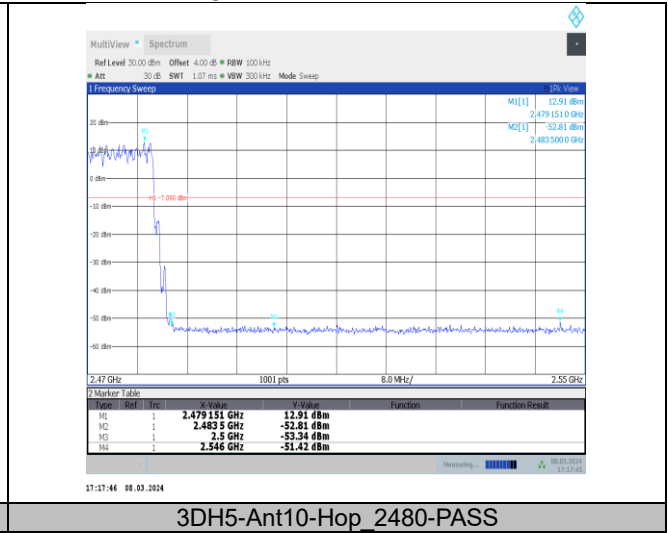 MultiView Spectrum
Ref Level 30.00 dBm Offset 4.00 dB RBW 100 kHz
Att 30 dB SWT 1.07 ms VBW 300 kHz Mode Sweep
1 Frequency Sweep 1Pk View
M1[1] 12.91 dBm
2.479 151 0 GHz
M2[1] -52.81 dBm
2.483 500 0 GHz
20 dBm
M1
10 dBm
0 dBm
H1 -7.090 dBm
-10 dBm
-20 dBm
-30 dBm
-40 dBm
M4
-50 dBm
M3
-60 dBm
2.47 GHz 1001 pts 8.0 MHz/ 2.55 GHz
2 Marker Table
Type Ref Trc X-Value Y-Value Function Function Result
M1 1 2.479 151 GHz 12.91 dBm
M2 1 2.483 5 GHz -52.81 dBm
M3 1 2.5 GHz -53.34 dBm
M4 1 2.546 GHz -51.42 dBm
Measuring... 08.03.2024
17:17:45
17:17:46 08.03.2024
3DH5-Ant10-Hop_2480-PASS